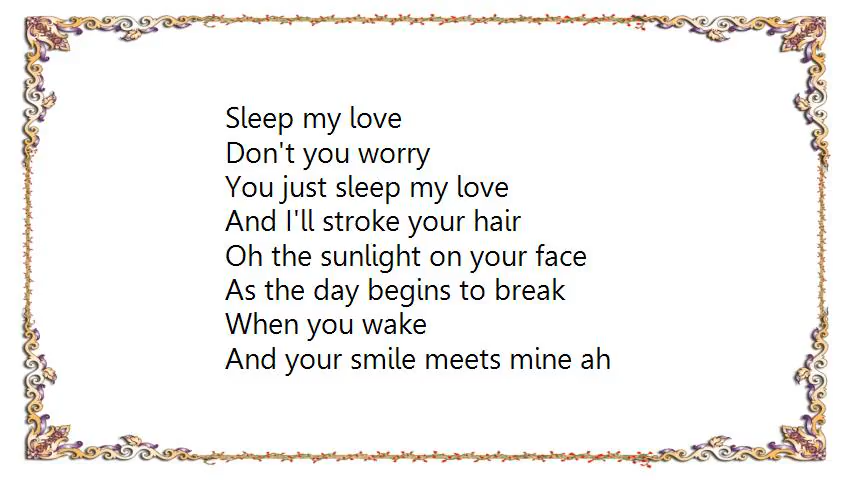 Sleep my love
Don't you worry
You just sleep my love
And I'll stroke your hair
Oh the sunlight on your face
As the day begins to break
When you wake
And your smile meets mine ah